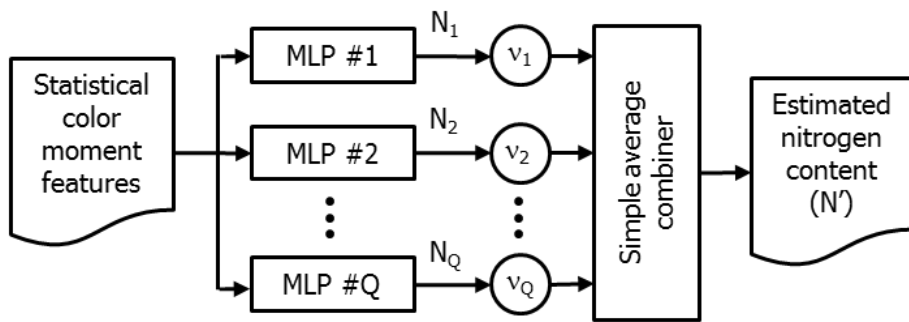 Statistical
color
moment
features
N1
MLP #1
ν1
N2
MLP #2
ν2
NQ
MLP #Q
νQ
Simple average
combiner
Estimated
nitrogen
content
(N’)